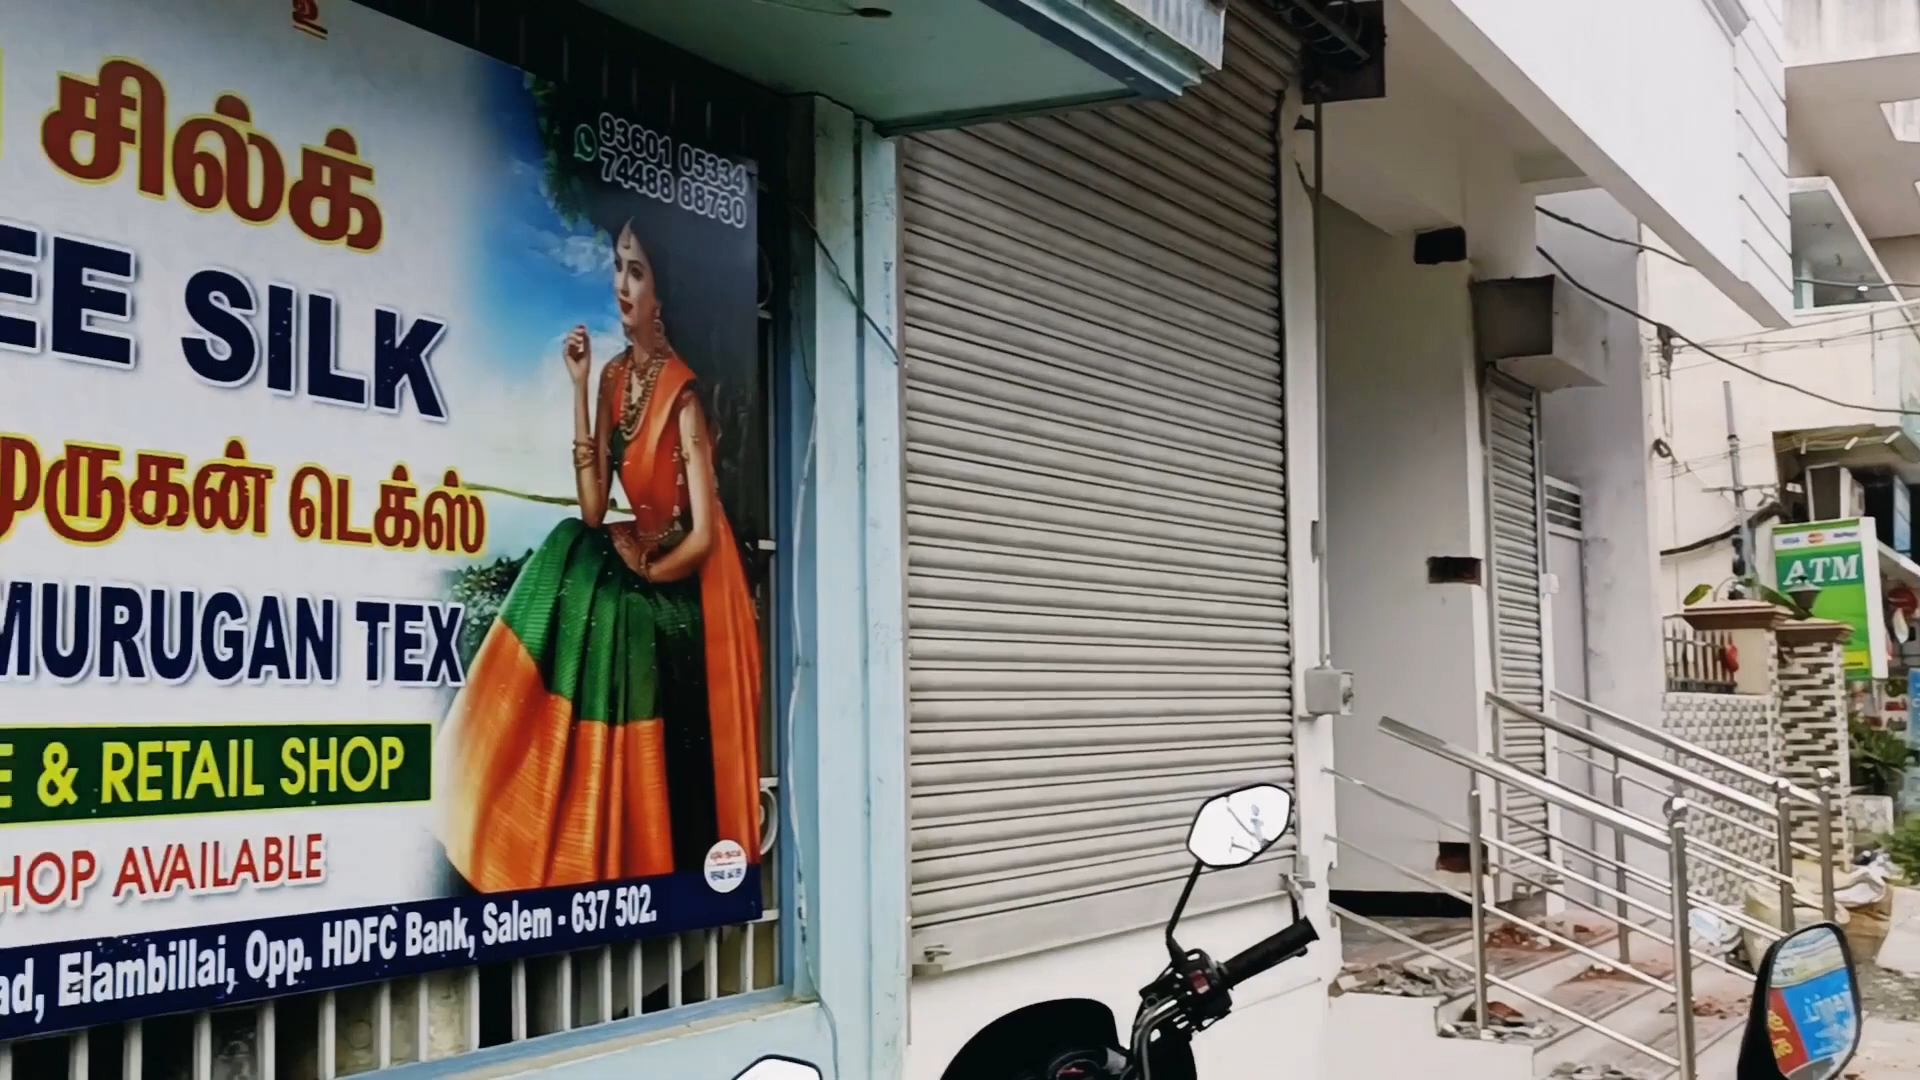 சில்க்
93601 05334
74488 88730
EE SILK
முருகன் டெக்ஸ்
MURUGAN TEX
E & RETAIL SHOP
HOP AVAILABLE
ad, Elambillai, Opp. HDFC Bank, Salem - 637 502.
VISA
ATM